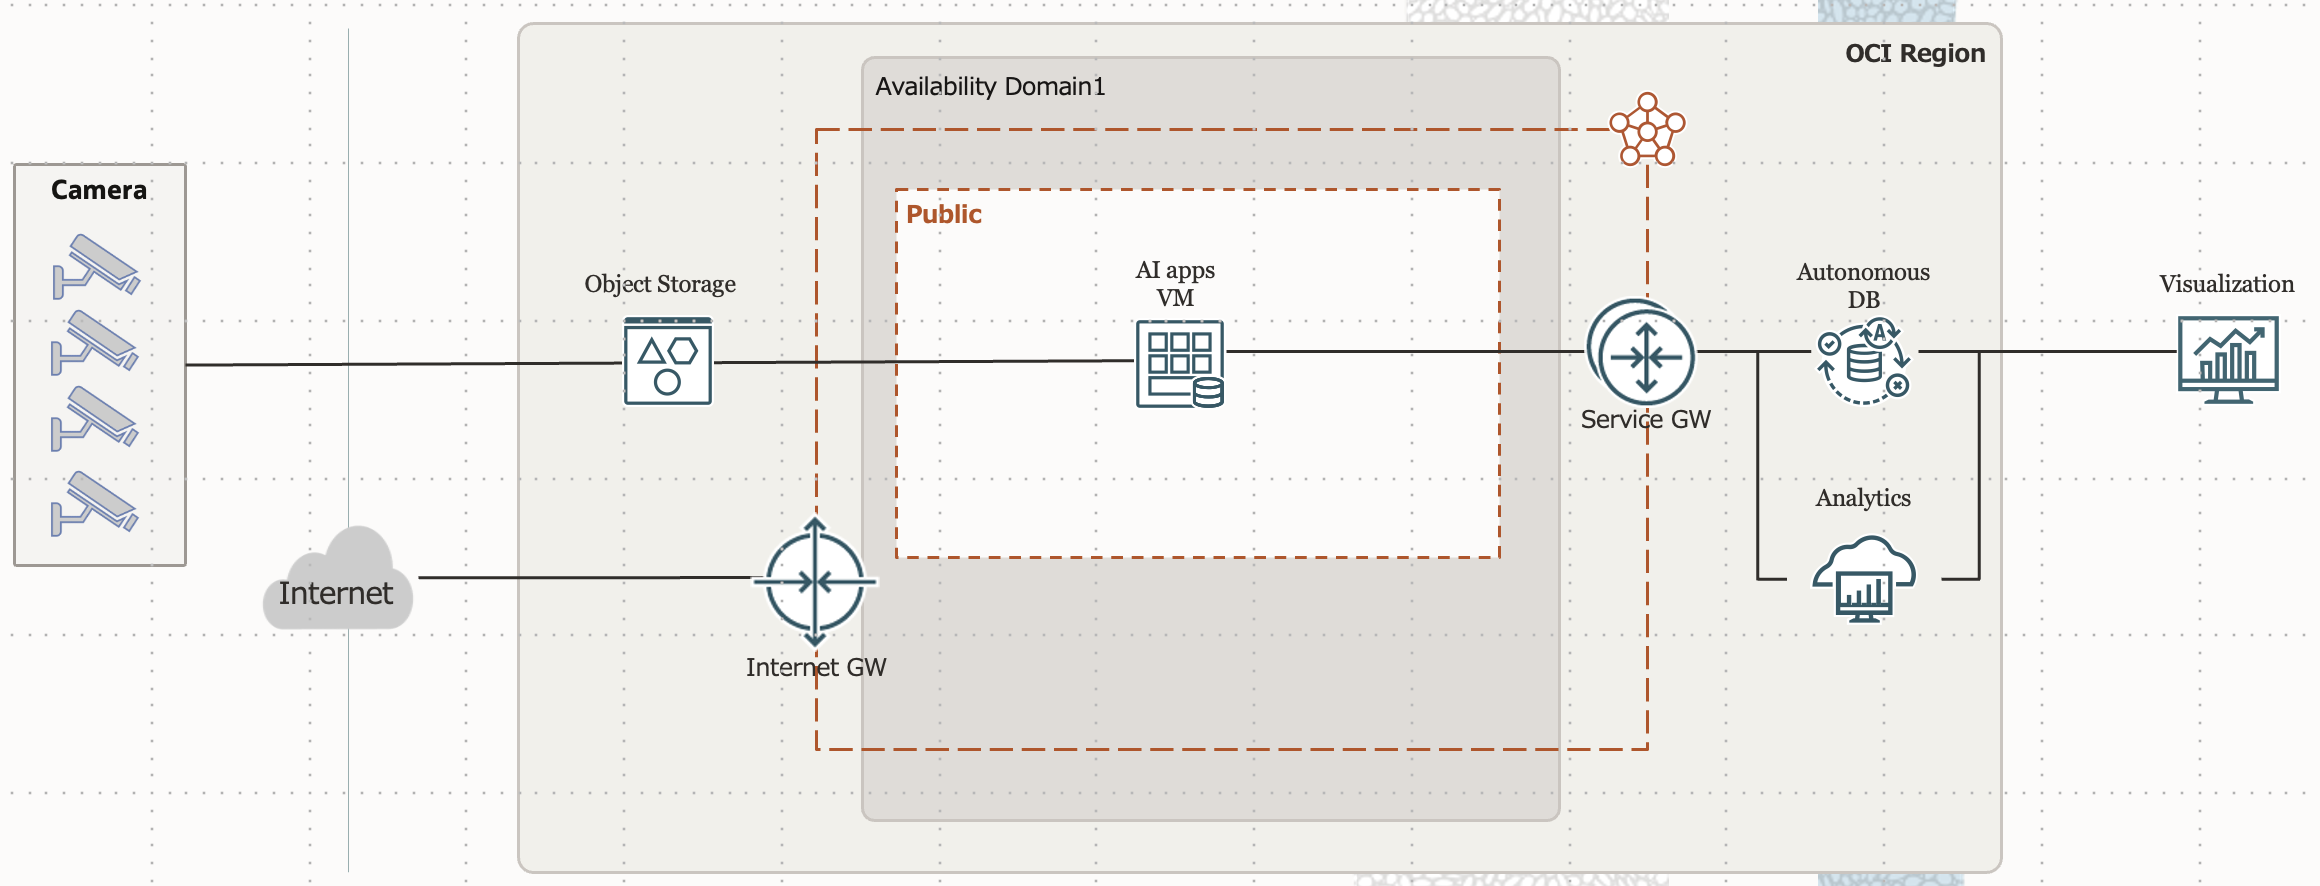 OCI Region
Availability Domain1
Camera
Public
Object Storage
AI apps
VM
Autonomous
DB
A
Visualization
Service GW
Analytics
Internet
Internet GW